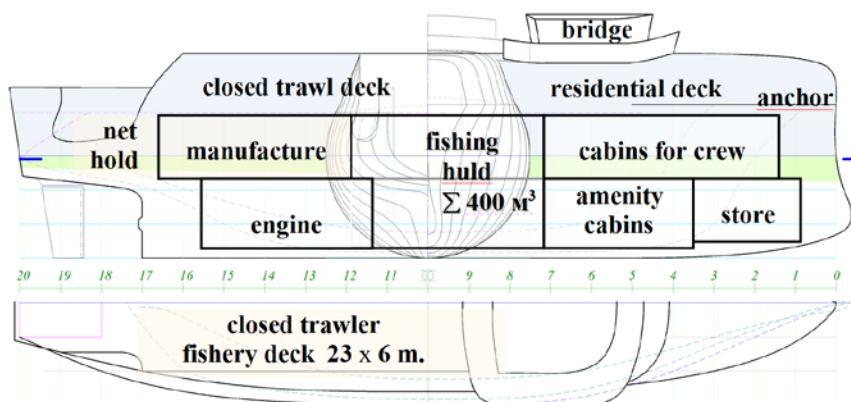 bridge
closed trawl deck
residential deck
anchor
net
hold
manufacture
fishing
huld
∑ 400 м³
cabins for crew
engine
amenity
cabins
store
20 19 18 17 16 15 14 13 12 11 9 8 7 6 5 4 3 2 1 0
closed trawler
fishery deck 23 x 6 m.